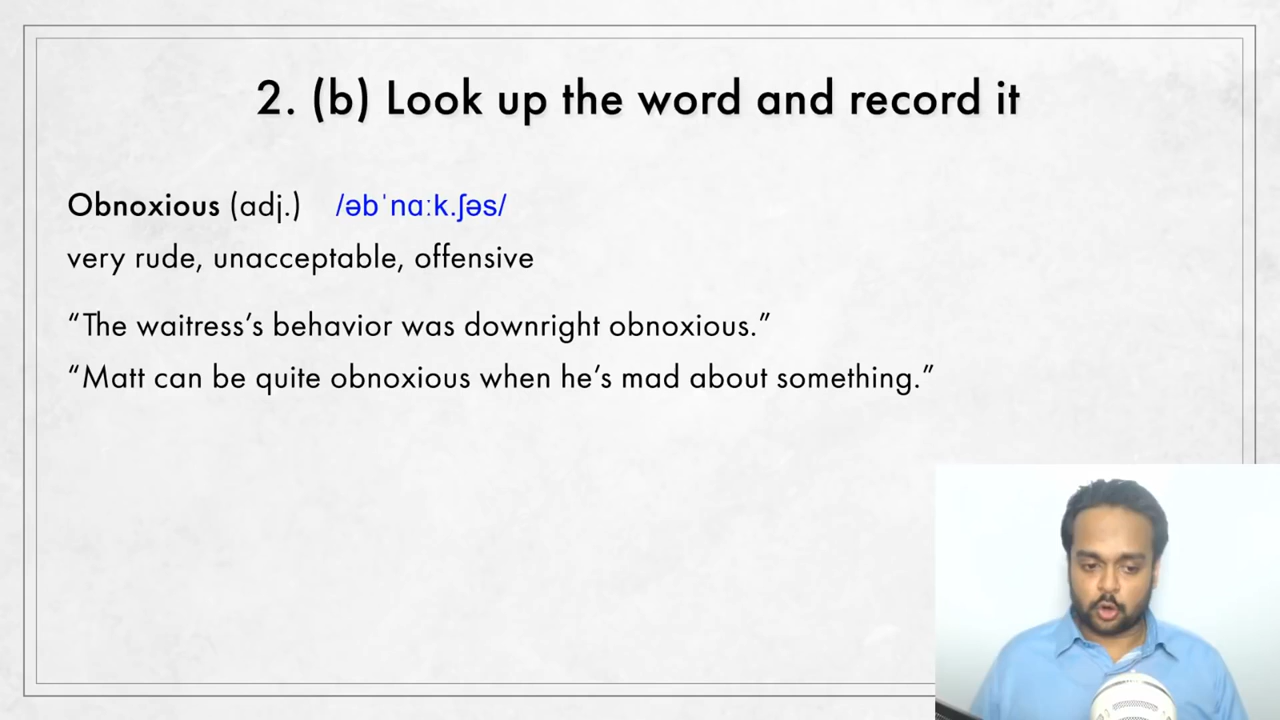 2. (b) Look up the word and record it
Obnoxious (adj.) /əbˈnɑːk.ʃəs/
very rude, unacceptable, offensive
“The waitress’s behavior was downright obnoxious.”
“Matt can be quite obnoxious when he’s mad about something.”